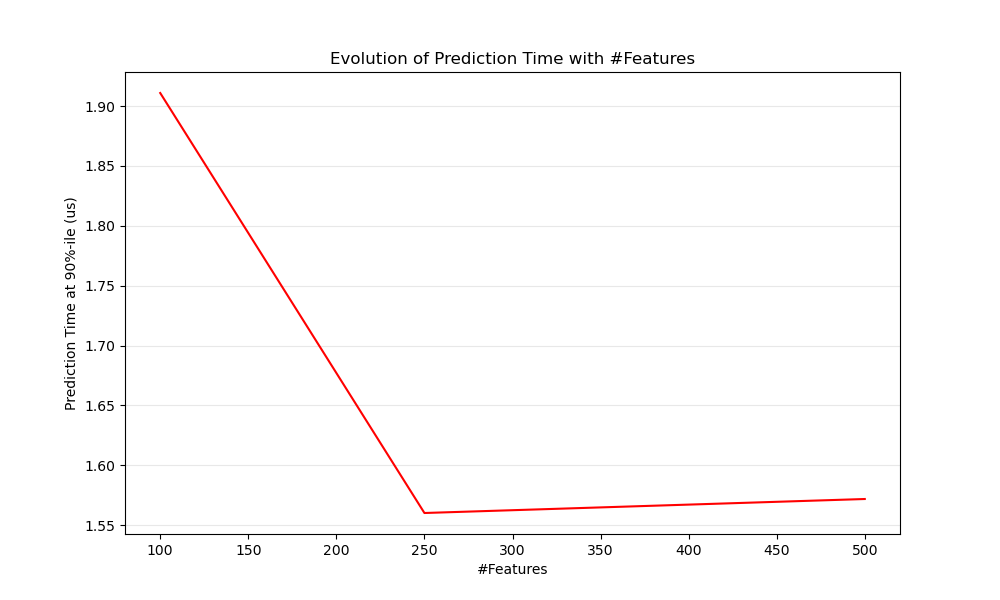 Evolution of Prediction Time with #Features
Prediction Time at 90%-ile (us)
1.90
1.85
1.80
1.75
1.70
1.65
1.60
1.55
100 150 200 250 300 350 400 450 500
#Features